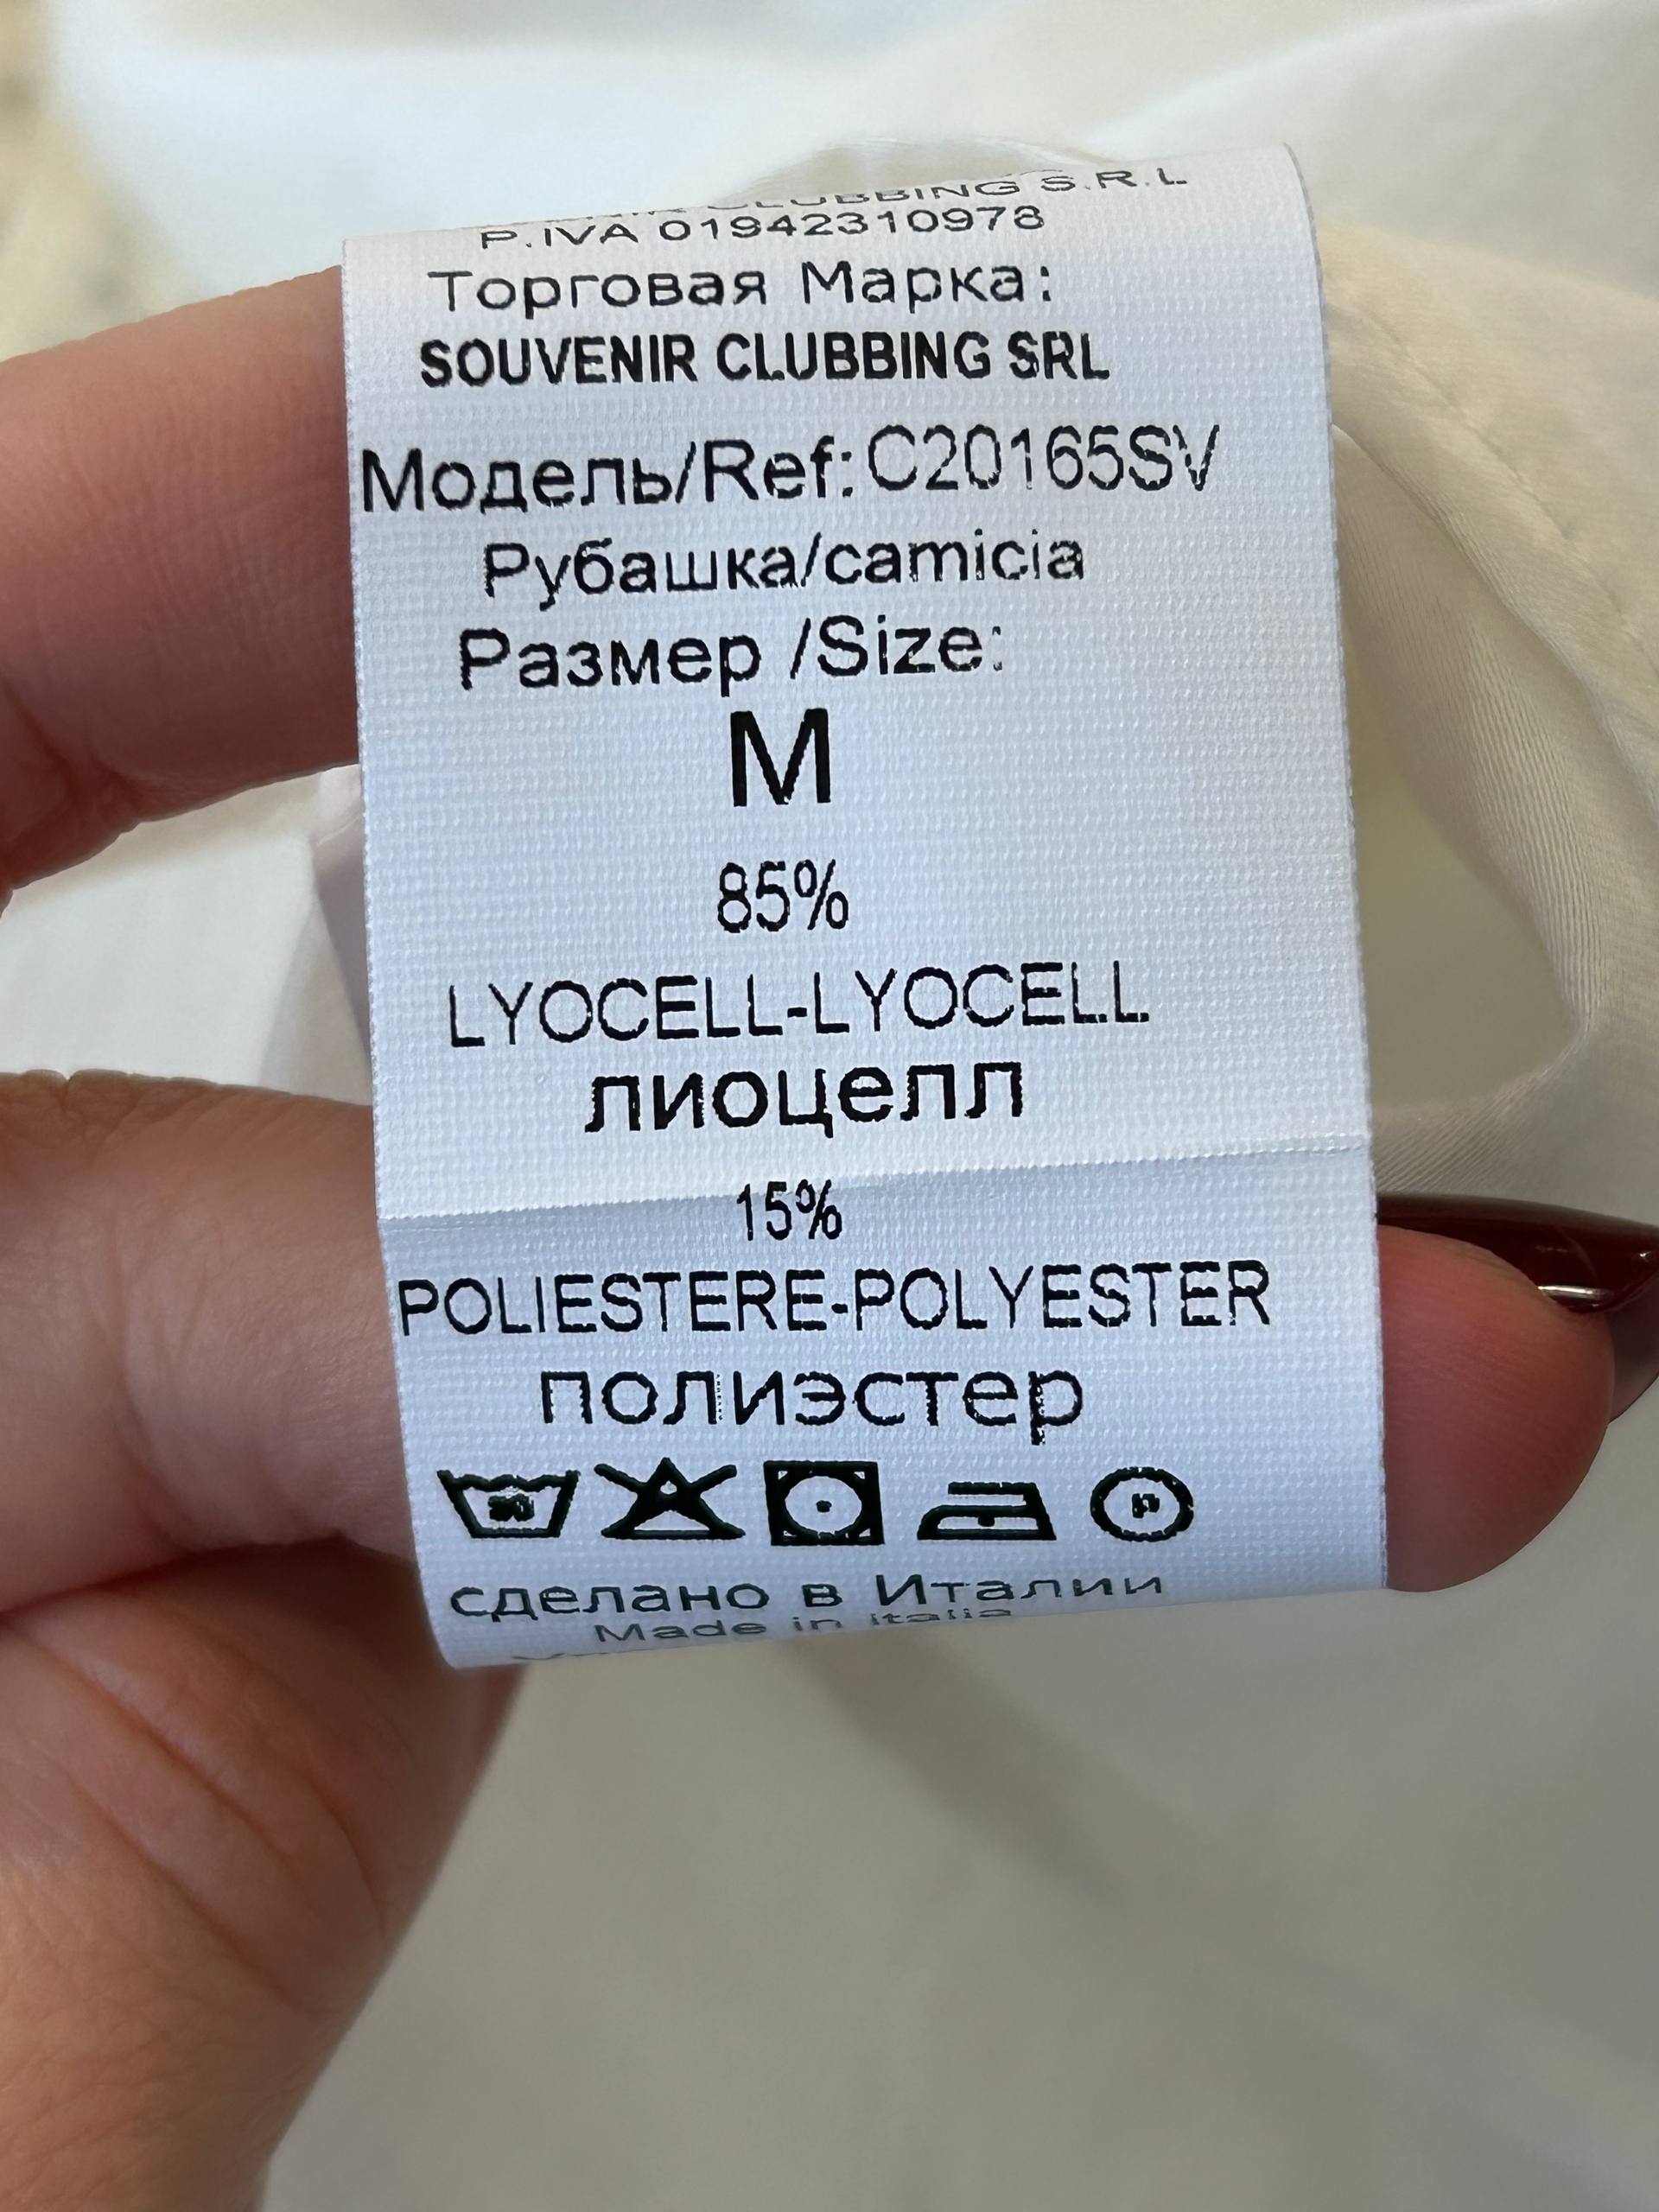 CLUBBING S.R.L
P.IVA 01942310978
Торговая Марка:
SOUVENIR CLUBBING SRL
Модель/Ref: C20165SV
Рубашка/camicia
Размер /Size:
M
85%
LYOCELL-LYOCELL
лиоцелл
15%
POLIESTERE-POLYESTER
полиэстер
сделано в Италии
Made in italia